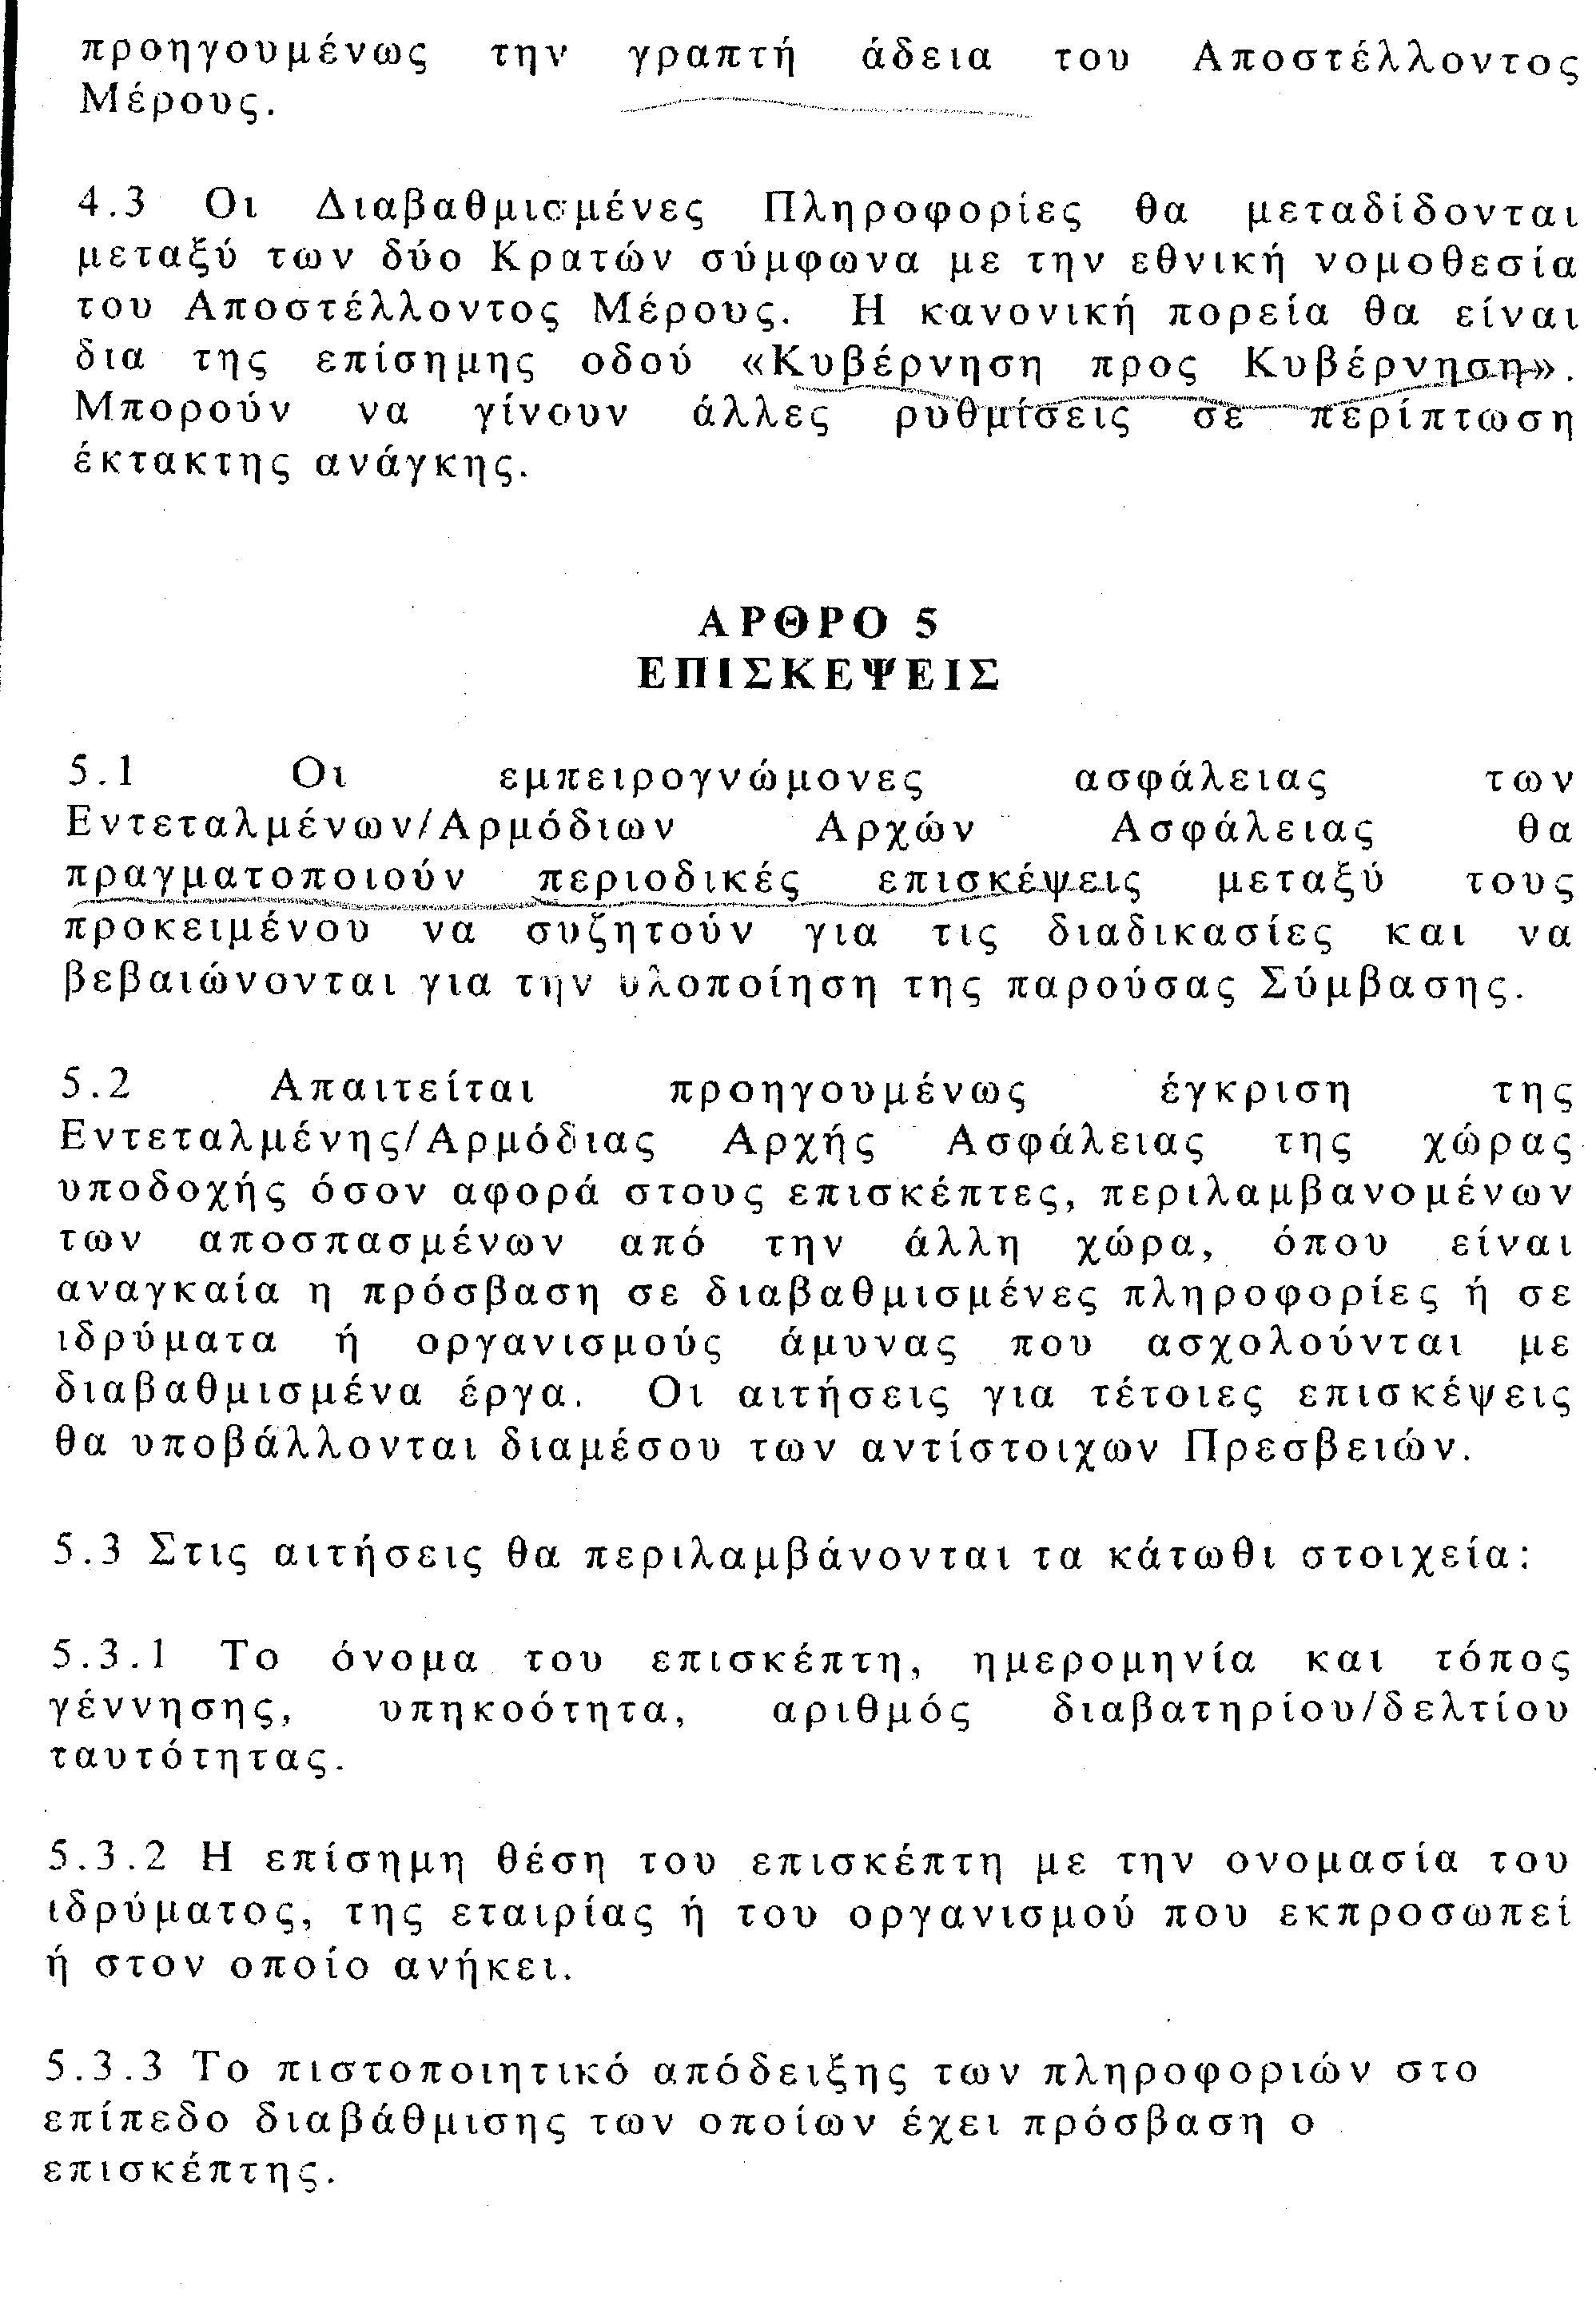 προηγουμένως την γραπτή άδεια του Αποστέλλοντος
Μέρους.
4.3 Οι Διαβαθμισμένες Πληροφορίες θα μεταδίδονται
μεταξύ των δύο Κρατών σύμφωνα με την εθνική νομοθεσία
του Αποστέλλοντος Μέρους. Η κανονική πορεία θα είναι
δια της επίσημης οδού «Κυβέρνηση προς Κυβέρνηση».
Μπορούν να γίνουν άλλες ρυθμίσεις σε περίπτωση
έκτακτης ανάγκης.
ΑΡΘΡΟ 5
ΕΠΙΣΚΕΨΕΙΣ
5.1 Οι εμπειρογνώμονες ασφάλειας των
Εντεταλμένων/Αρμόδιων Αρχών Ασφάλειας θα
πραγματοποιούν περιοδικές επισκέψεις μεταξύ τους
προκειμένου να συζητούν για τις διαδικασίες και να
βεβαιώνονται για την υλοποίηση της παρούσας Σύμβασης.
5.2 Απαιτείται προηγουμένως έγκριση της
Εντεταλμένης/Αρμόδιας Αρχής Ασφάλειας της χώρας
υποδοχής όσον αφορά στους επισκέπτες, περιλαμβανομένων
των αποσπασμένων από την άλλη χώρα, όπου είναι
αναγκαία η πρόσβαση σε διαβαθμισμένες πληροφορίες ή σε
ιδρύματα ή οργανισμούς άμυνας που ασχολούνται με
διαβαθμισμένα έργα. Οι αιτήσεις για τέτοιες επισκέψεις
θα υποβάλλονται διαμέσου των αντίστοιχων Πρεσβειών.
5.3 Στις αιτήσεις θα περιλαμβάνονται τα κάτωθι στοιχεία:
5.3.1 Το όνομα του επισκέπτη, ημερομηνία και τόπος
γέννησης, υπηκοότητα, αριθμός διαβατηρίου/δελτίου
ταυτότητας.
5.3.2 Η επίσημη θέση του επισκέπτη με την ονομασία του
ιδρύματος, της εταιρίας ή του οργανισμού που εκπροσωπεί
ή στον οποίο ανήκει.
5.3.3 Το πιστοποιητικό απόδειξης των πληροφοριών στο
επίπεδο διαβάθμισης των οποίων έχει πρόσβαση ο
επισκέπτης.